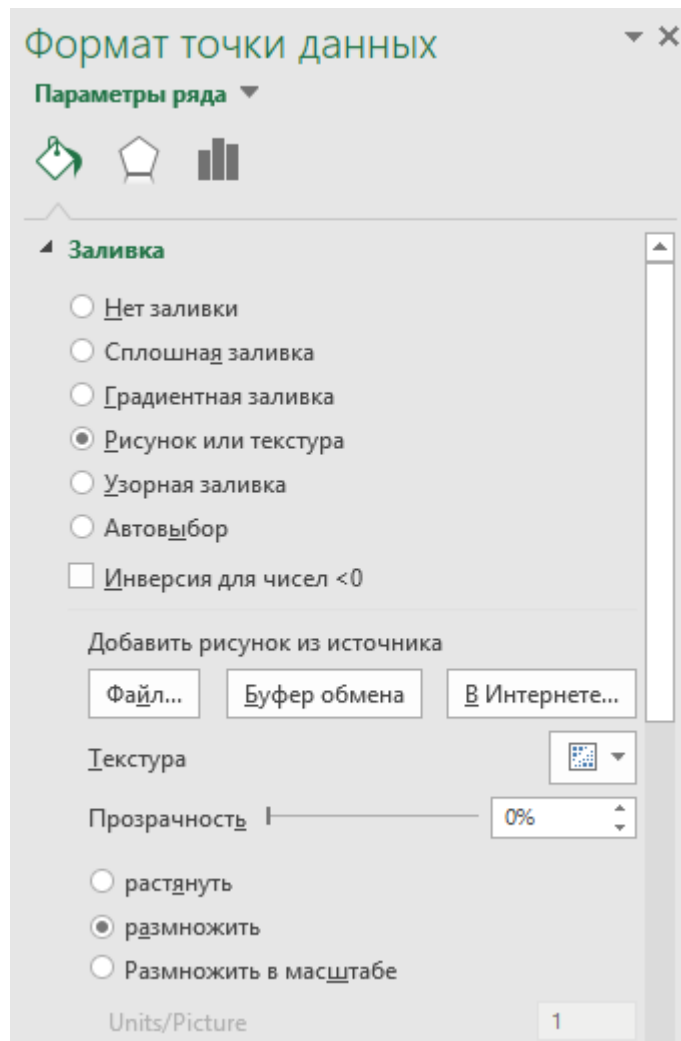 Формат точки данных
Параметры ряда
Заливка
Нет заливки
Сплошная заливка
Градиентная заливка
Рисунок или текстура
Узорная заливка
Автовыбор
Инверсия для чисел <0
Добавить рисунок из источника
Файл... Буфер обмена В Интернете...
Текстура
Прозрачность 0%
растянуть
размножить
Размножить в масштабе
Units/Picture 1